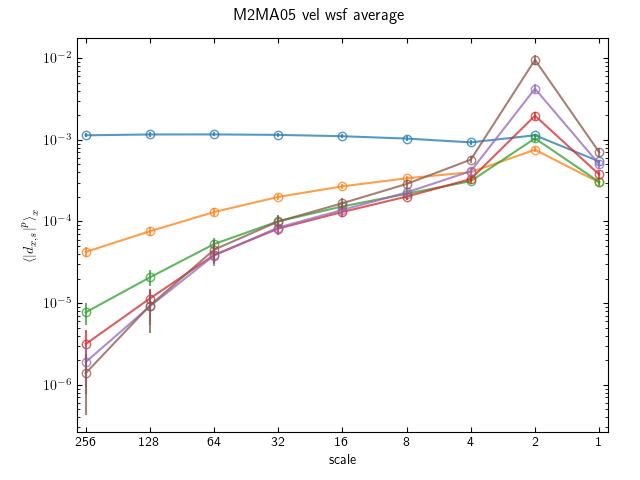 M2MA05 vel wsf average
10⁻²
10⁻³
10⁻⁴
10⁻⁵
10⁻⁶
⟨|d_{x,s}|^p⟩_x
256 128 64 32 16 8 4 2 1
scale